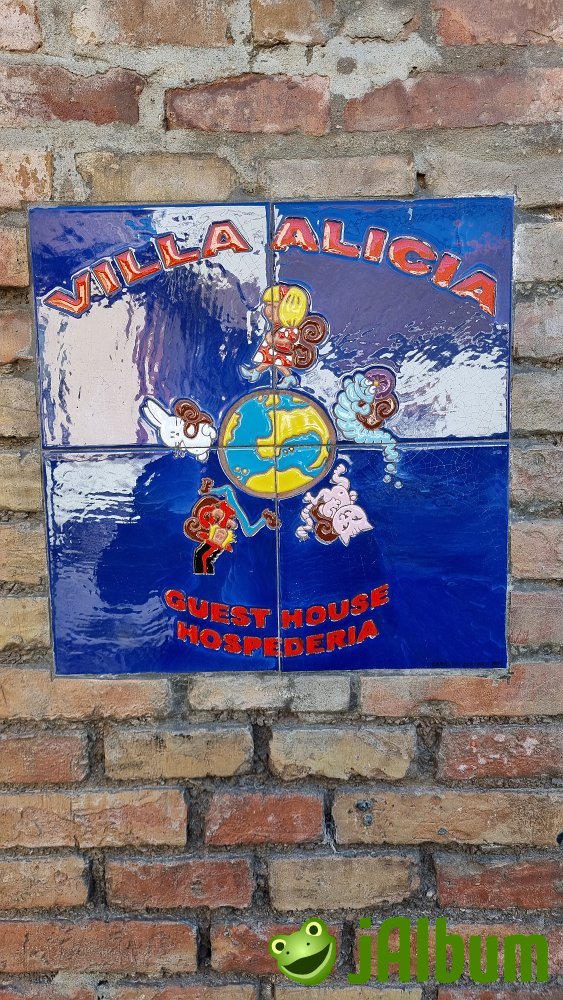 VILLA ALICIA
GUEST HOUSE
HOSPEDERIA
jAlbum